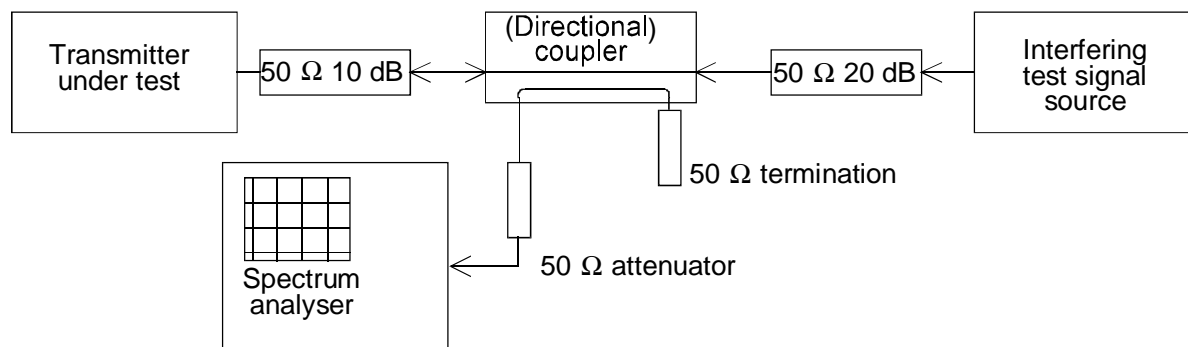 Transmitter
under test
50 Ω 10 dB
(Directional)
coupler
50 Ω 20 dB
Interfering
test signal
source
50 Ω termination
50 Ω attenuator
Spectrum
analyser